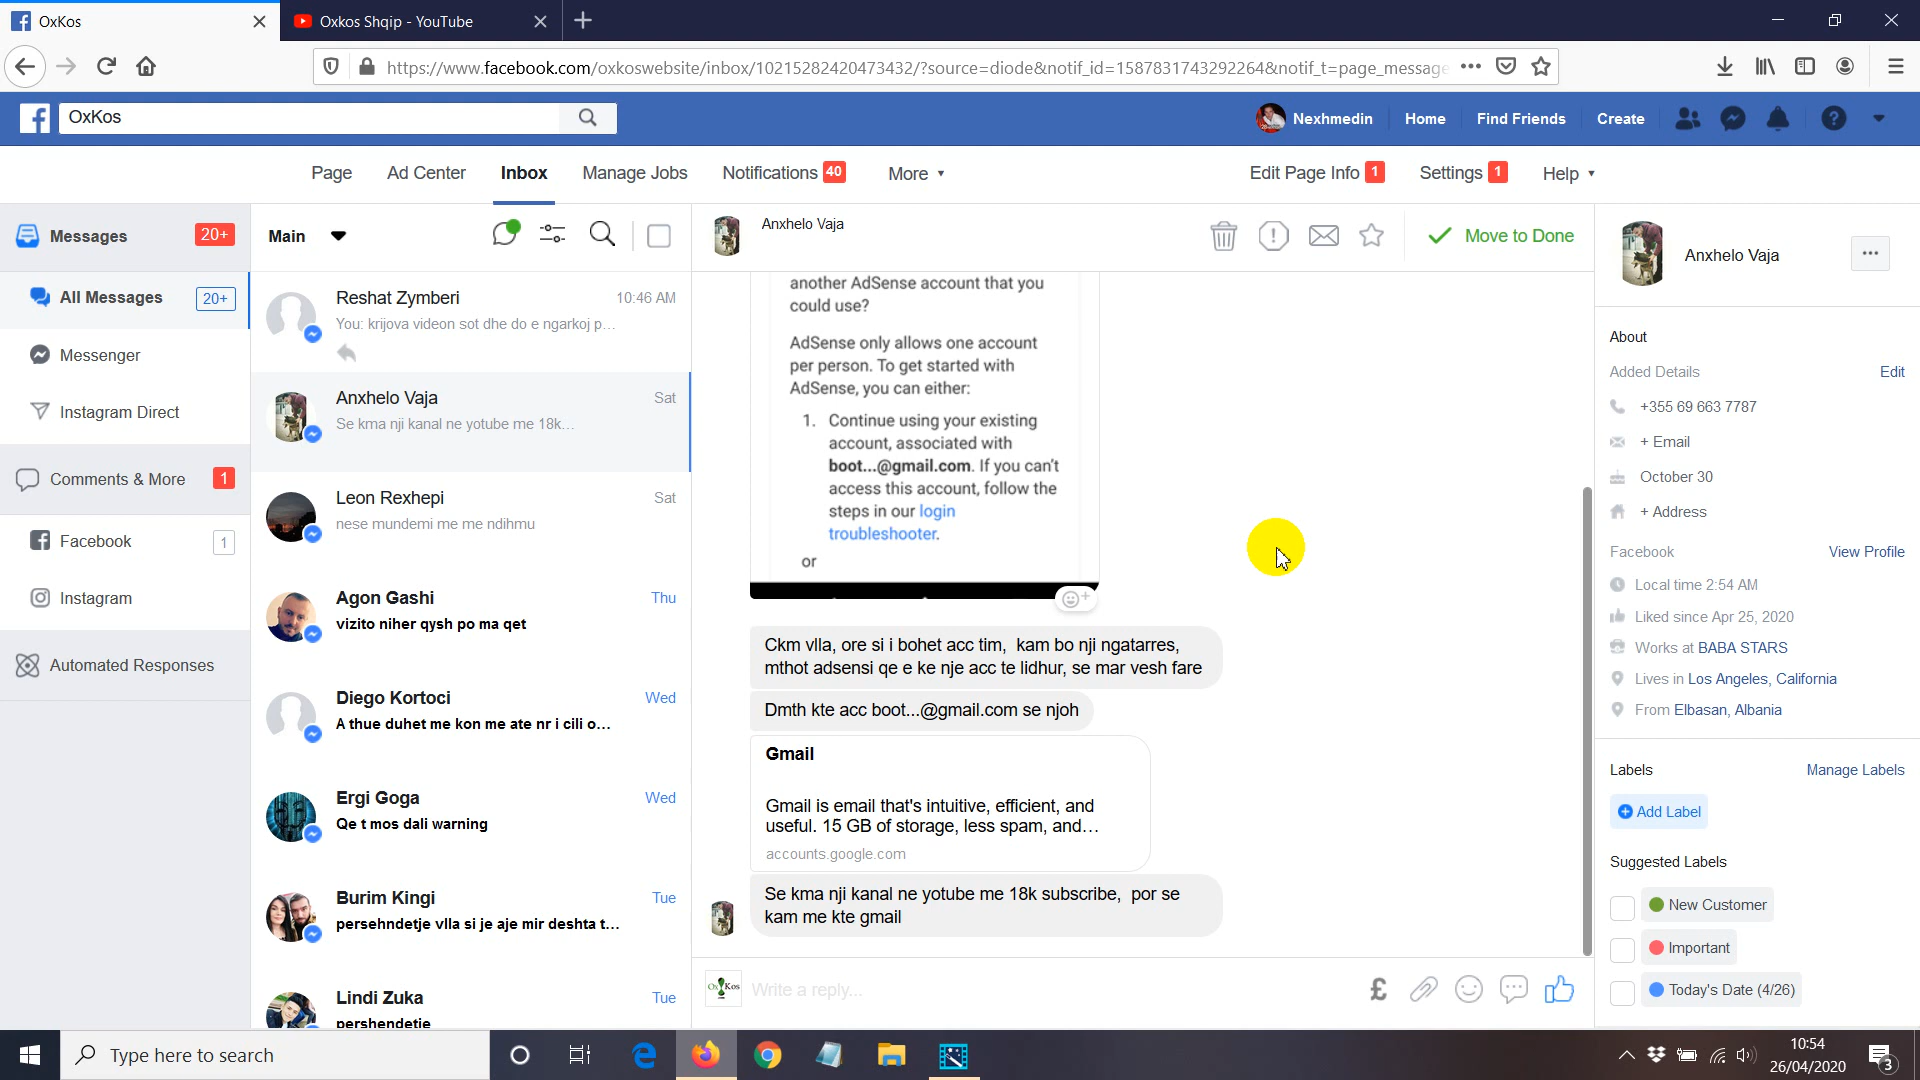 OxKos
Oxkos Shqip - YouTube
https://www.facebook.com/oxkoswebsite/inbox/10215282420473432/?source=diode&notif_id=1587831743292264&notif_t=page_message
OxKos
Nexhmedin
Home
Find Friends
Create
Page
Ad Center
Inbox
Manage Jobs
Notifications 40
More
Edit Page Info 1
Settings 1
Help
Messages 20+
All Messages 20+
Messenger
Instagram Direct
Comments & More 1
Facebook 1
Instagram
Automated Responses
Main
Reshat Zymberi 10:46 AM
You: krijova videon sot dhe do e ngarkoj p...
Anxhelo Vaja Sat
Se kma nji kanal ne yotube me 18k...
Leon Rexhepi Sat
nese mundemi me me ndihmu
Agon Gashi Thu
vizito niher qysh po ma qet
Diego Kortoci Wed
A thue duhet me kon me ate nr i cili o...
Ergi Goga Wed
Qe t mos dali warning
Burim Kingi Tue
persehndetje vlla si je aje mir deshta t...
Lindi Zuka Tue
pershendetje
Anxhelo Vaja
Move to Done
another AdSense account that you
could use?
AdSense only allows one account
per person. To get started with
AdSense, you can either:
1. Continue using your existing
account, associated with
boot...@gmail.com. If you can't
access this account, follow the
steps in our login
troubleshooter.
or
Ckm vlla, ore si i bohet acc tim, kam bo nji ngatarres,
mthot adsensi qe e ke nje acc te lidhur, se mar vesh fare
Dmth kte acc boot...@gmail.com se njoh
Gmail
Gmail is email that's intuitive, efficient, and
useful. 15 GB of storage, less spam, and...
accounts.google.com
Se kma nji kanal ne yotube me 18k subscribe, por se
kam me kte gmail
Ox Kos
Write a reply...
£
Anxhelo Vaja
About
Added Details Edit
+355 69 663 7787
+ Email
October 30
+ Address
Facebook View Profile
Local time 2:54 AM
Liked since Apr 25, 2020
Works at BABA STARS
Lives in Los Angeles, California
From Elbasan, Albania
Labels Manage Labels
Add Label
Suggested Labels
New Customer
Important
Today's Date (4/26)
Type here to search
10:54
26/04/2020
3